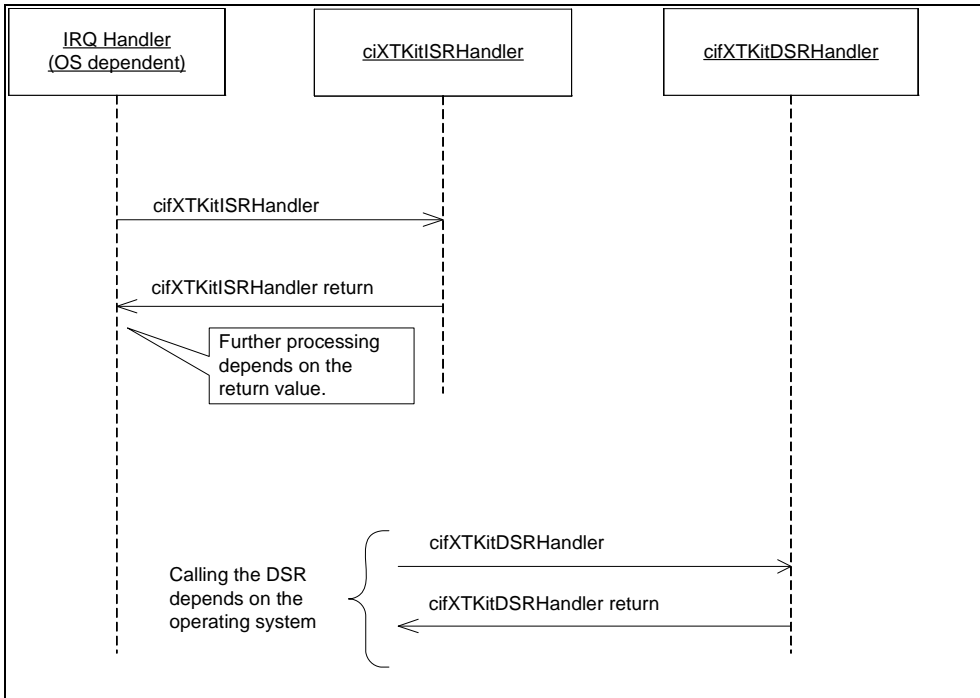 IRQ Handler
(OS dependent)
ciXTKitISRHandler
cifXTKitDSRHandler
cifXTKitISRHandler
cifXTKitISRHandler return
Further processing
depends on the
return value.
cifXTKitDSRHandler
Calling the DSR
depends on the
operating system
cifXTKitDSRHandler return